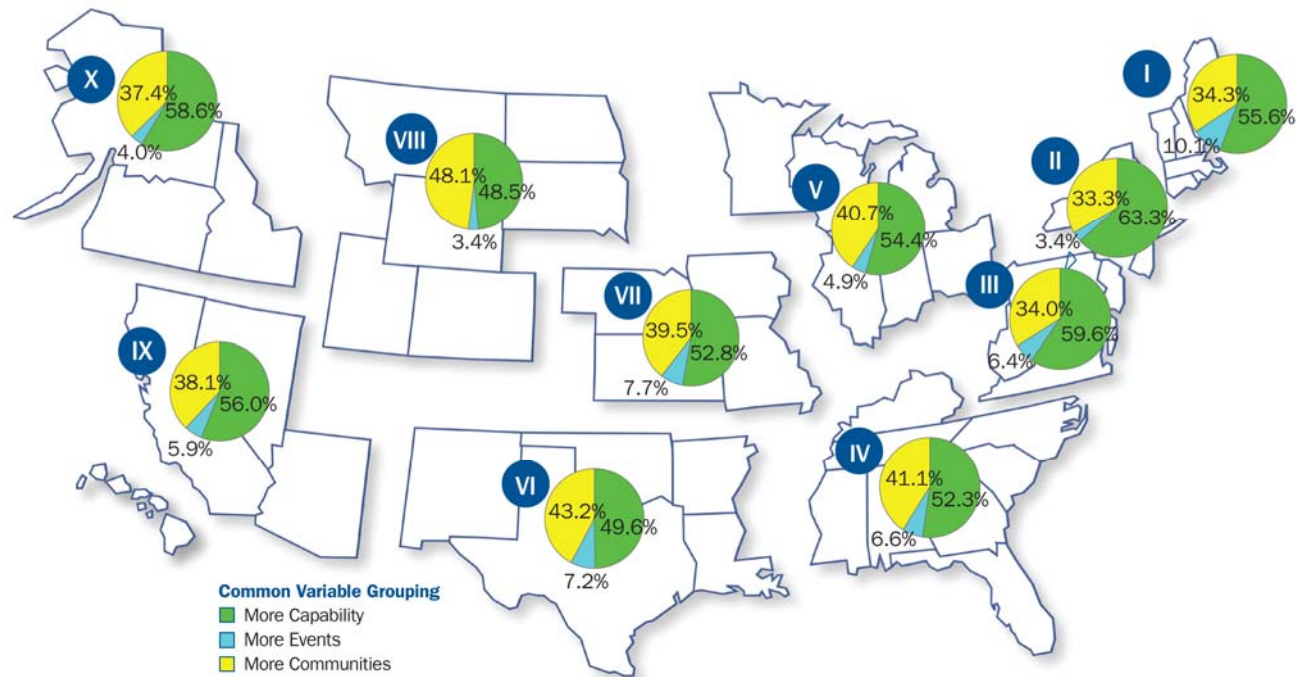 X
37.4%
58.6%
4.0%
VIII
48.1%
48.5%
3.4%
V
40.7%
54.4%
4.9%
I
34.3%
55.6%
10.1%
II
33.3%
63.3%
3.4%
III
34.0%
59.6%
6.4%
VII
39.5%
52.8%
7.7%
IX
38.1%
56.0%
5.9%
VI
43.2%
49.6%
7.2%
IV
41.1%
52.3%
6.6%
Common Variable Grouping
More Capability
More Events
More Communities